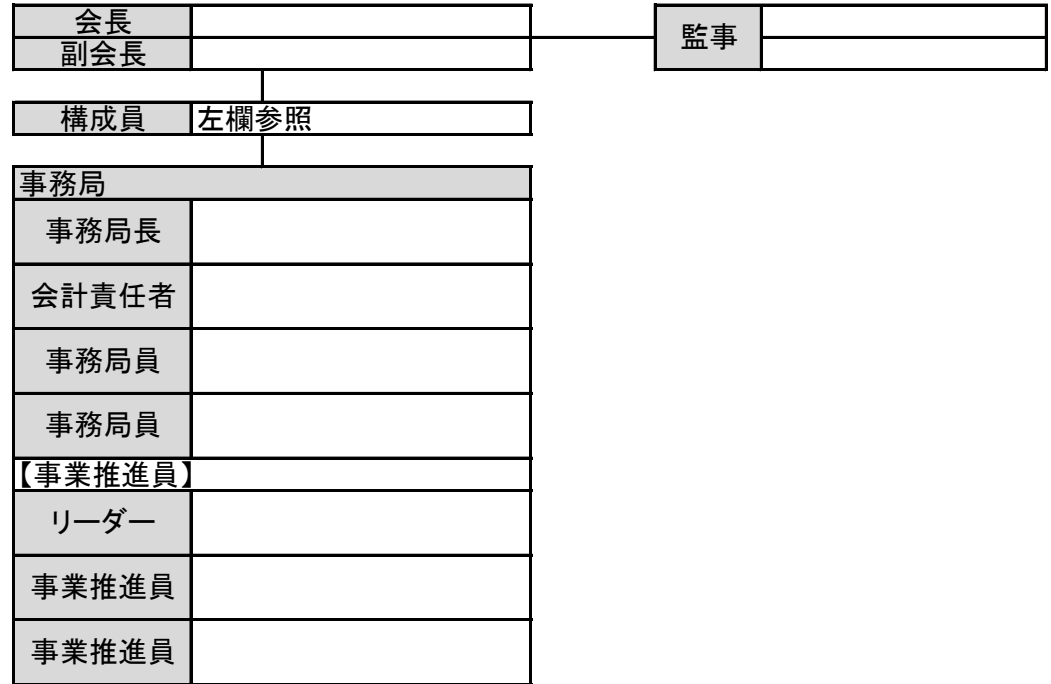 会長
副会長
監事
構成員 左欄参照
事務局
事務局長
会計責任者
事務局員
事務局員
【事業推進員】
リーダー
事業推進員
事業推進員